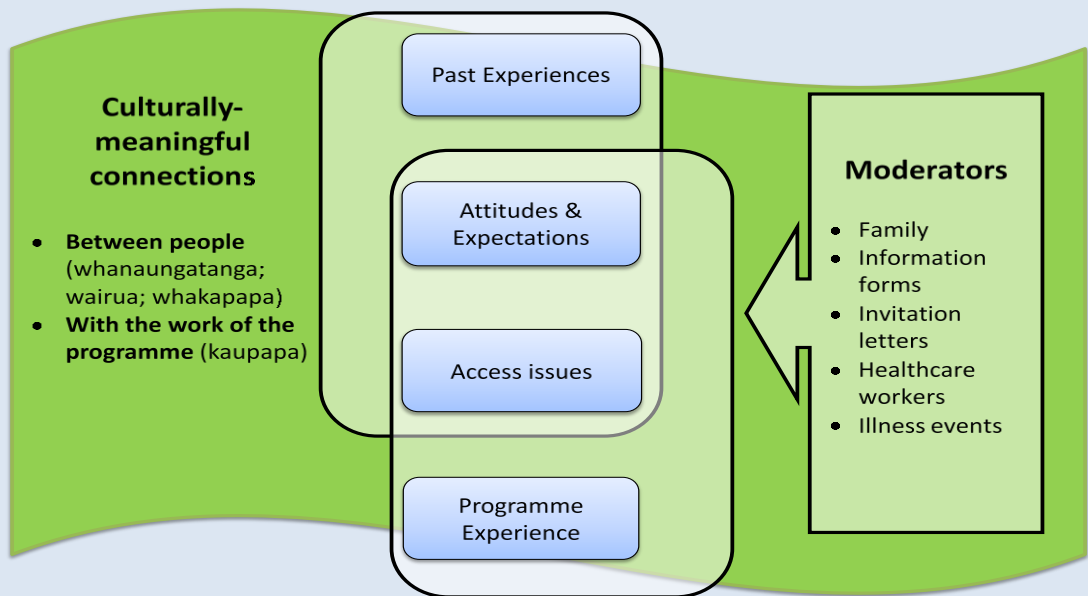 Culturally-
meaningful
connections
• Between people
(whanaungatanga;
wairua; whakapapa)
• With the work of the
programme (kaupapa)
Past Experiences
Attitudes &
Expectations
Access issues
Programme
Experience
Moderators
• Family
• Information
forms
• Invitation
letters
• Healthcare
workers
• Illness events